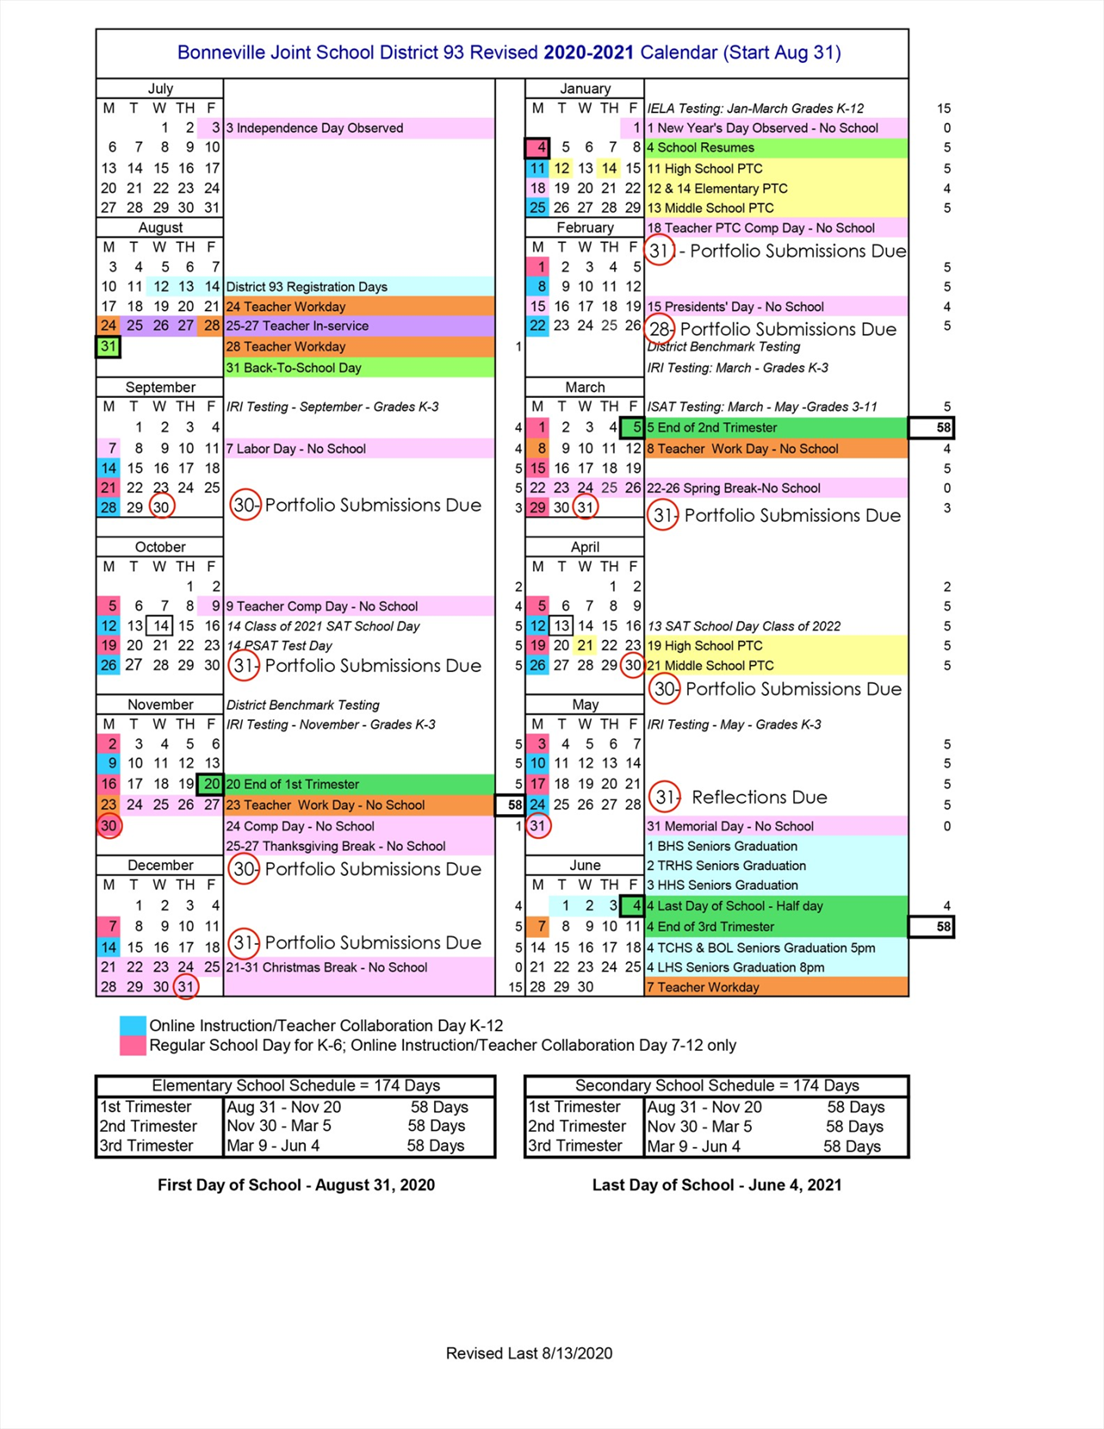 Bonneville Joint School District 93 Revised 2020-2021 Calendar (Start Aug 31)
July
M T W TH F
1 2 3 3 Independence Day Observed
6 7 8 9 10
13 14 15 16 17
20 21 22 23 24
27 28 29 30 31
August
M T W TH F
3 4 5 6 7
10 11 12 13 14 District 93 Registration Days
17 18 19 20 21 24 Teacher Workday
24 25 26 27 28 25-27 Teacher In-service
31 28 Teacher Workday 1
31 Back-To-School Day
September
M T W TH F IRI Testing - September - Grades K-3
1 2 3 4 4
7 8 9 10 11 7 Labor Day - No School 4
14 15 16 17 18 5
21 22 23 24 25 5
28 29 30 30- Portfolio Submissions Due 3
October
M T W TH F
1 2 2
5 6 7 8 9 9 Teacher Comp Day - No School 4
12 13 14 15 16 14 Class of 2021 SAT School Day 5
19 20 21 22 23 14 PSAT Test Day 5
26 27 28 29 30 31- Portfolio Submissions Due 5
November District Benchmark Testing
M T W TH F IRI Testing - November - Grades K-3
2 3 4 5 6 5
9 10 11 12 13 5
16 17 18 19 20 20 End of 1st Trimester 5
23 24 25 26 27 23 Teacher Work Day - No School 58
30 24 Comp Day - No School 1
25-27 Thanksgiving Break - No School
December 30- Portfolio Submissions Due
M T W TH F
1 2 3 4 4
7 8 9 10 11 5
14 15 16 17 18 31- Portfolio Submissions Due 5
21 22 23 24 25 21-31 Christmas Break - No School 0
28 29 30 31 15
January
M T W TH F IELA Testing: Jan-March Grades K-12 15
1 1 New Year's Day Observed - No School 0
4 5 6 7 8 4 School Resumes 5
11 12 13 14 15 11 High School PTC 5
18 19 20 21 22 12 & 14 Elementary PTC 4
25 26 27 28 29 13 Middle School PTC 5
February 18 Teacher PTC Comp Day - No School
M T W TH F 31 - Portfolio Submissions Due
1 2 3 4 5 5
8 9 10 11 12 5
15 16 17 18 19 15 Presidents' Day - No School 4
22 23 24 25 26 28- Portfolio Submissions Due 5
District Benchmark Testing
IRI Testing: March - Grades K-3
March
M T W TH F ISAT Testing: March - May -Grades 3-11 5
1 2 3 4 5 5 End of 2nd Trimester 58
8 9 10 11 12 8 Teacher Work Day - No School 4
15 16 17 18 19 5
22 23 24 25 26 22-26 Spring Break-No School 0
29 30 31 31- Portfolio Submissions Due 3
April
M T W TH F
1 2 2
5 6 7 8 9 5
12 13 14 15 16 13 SAT School Day Class of 2022 5
19 20 21 22 23 19 High School PTC 5
26 27 28 29 30 21 Middle School PTC 5
30- Portfolio Submissions Due
May
M T W TH F IRI Testing - May - Grades K-3
3 4 5 6 7 5
10 11 12 13 14 5
17 18 19 20 21 5
24 25 26 27 28 31- Reflections Due 5
31 31 Memorial Day - No School 0
1 BHS Seniors Graduation
June 2 TRHS Seniors Graduation
M T W TH F 3 HHS Seniors Graduation
1 2 3 4 4 Last Day of School - Half day 4
7 8 9 10 11 4 End of 3rd Trimester 58
14 15 16 17 18 4 TCHS & BOL Seniors Graduation 5pm
21 22 23 24 25 4 LHS Seniors Graduation 8pm
28 29 30 7 Teacher Workday
Online Instruction/Teacher Collaboration Day K-12
Regular School Day for K-6; Online Instruction/Teacher Collaboration Day 7-12 only
Elementary School Schedule = 174 Days
1st Trimester Aug 31 - Nov 20 58 Days
2nd Trimester Nov 30 - Mar 5 58 Days
3rd Trimester Mar 9 - Jun 4 58 Days
Secondary School Schedule = 174 Days
1st Trimester Aug 31 - Nov 20 58 Days
2nd Trimester Nov 30 - Mar 5 58 Days
3rd Trimester Mar 9 - Jun 4 58 Days
First Day of School - August 31, 2020
Last Day of School - June 4, 2021
Revised Last 8/13/2020